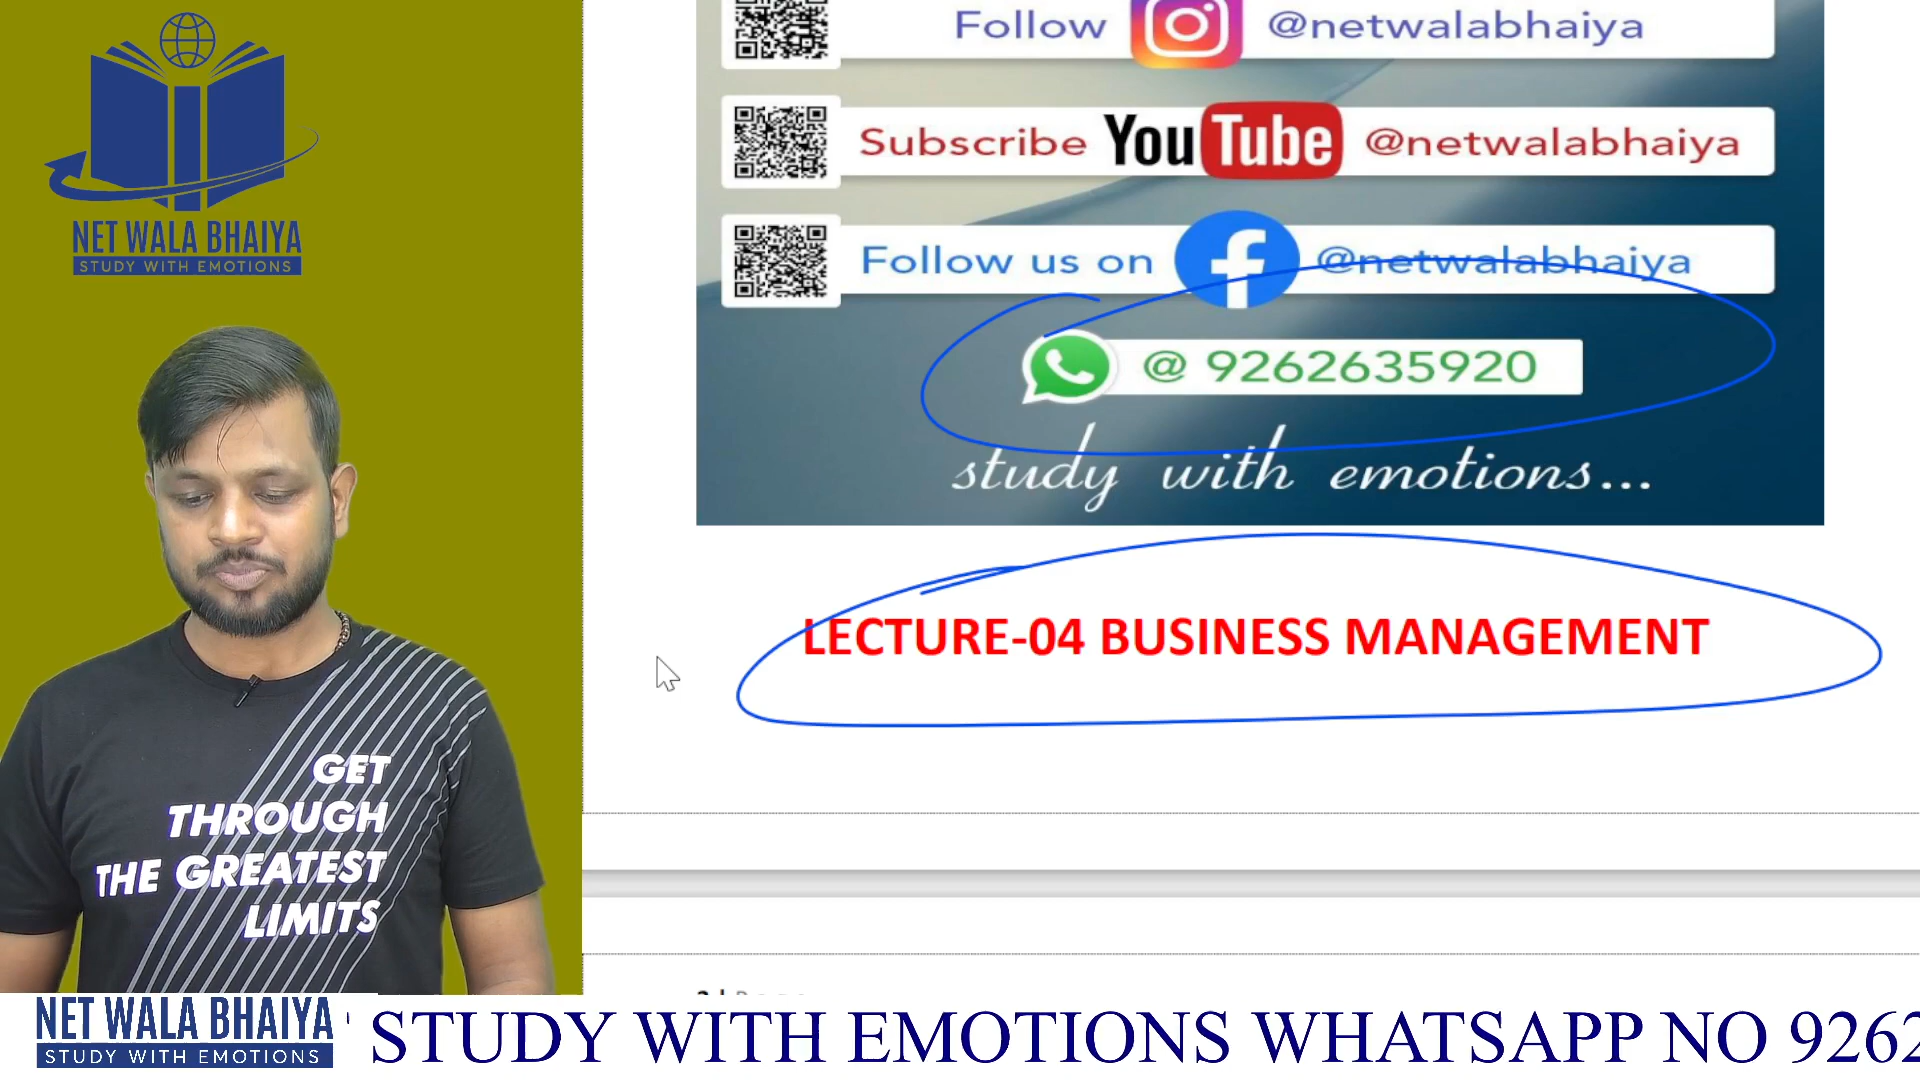 NET WALA BHAIYA
STUDY WITH EMOTIONS
Follow @netwalabhaiya
Subscribe YouTube @netwalabhaiya
Follow us on f @netwalabhaiya
@ 9262635920
study with emotions...
LECTURE-04 BUSINESS MANAGEMENT
GET
THROUGH
THE GREATEST
LIMITS
NET WALA BHAIYA
STUDY WITH EMOTIONS
STUDY WITH EMOTIONS WHATSAPP NO 9262